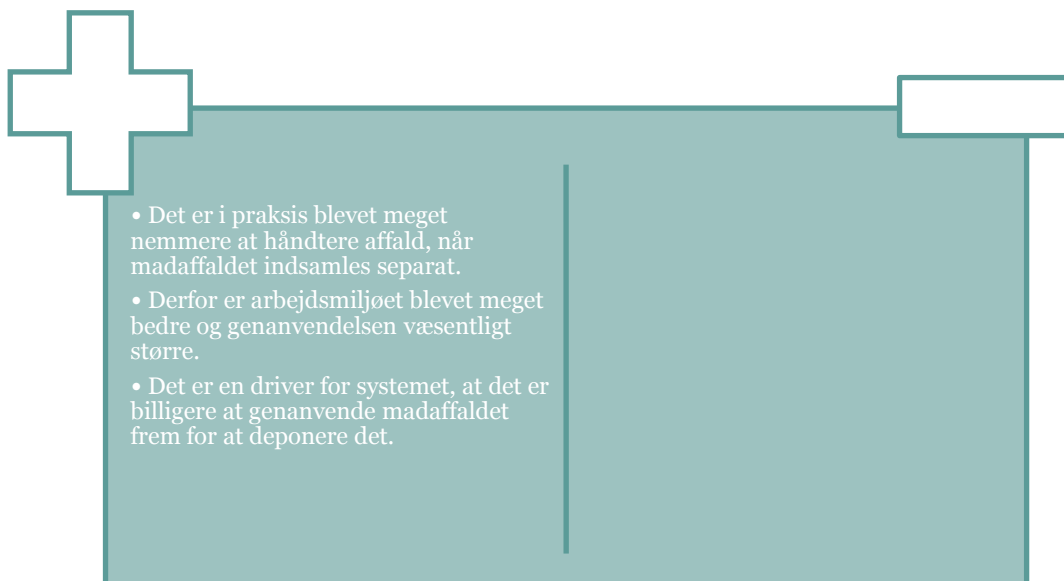 • Det er i praksis blevet meget
nemmere at håndtere affald, når
madaffaldet indsamles separat.
• Derfor er arbejdsmiljøet blevet meget
bedre og genanvendelsen væsentligt
større.
• Det er en driver for systemet, at det er
billigere at genanvende madaffaldet
frem for at deponere det.